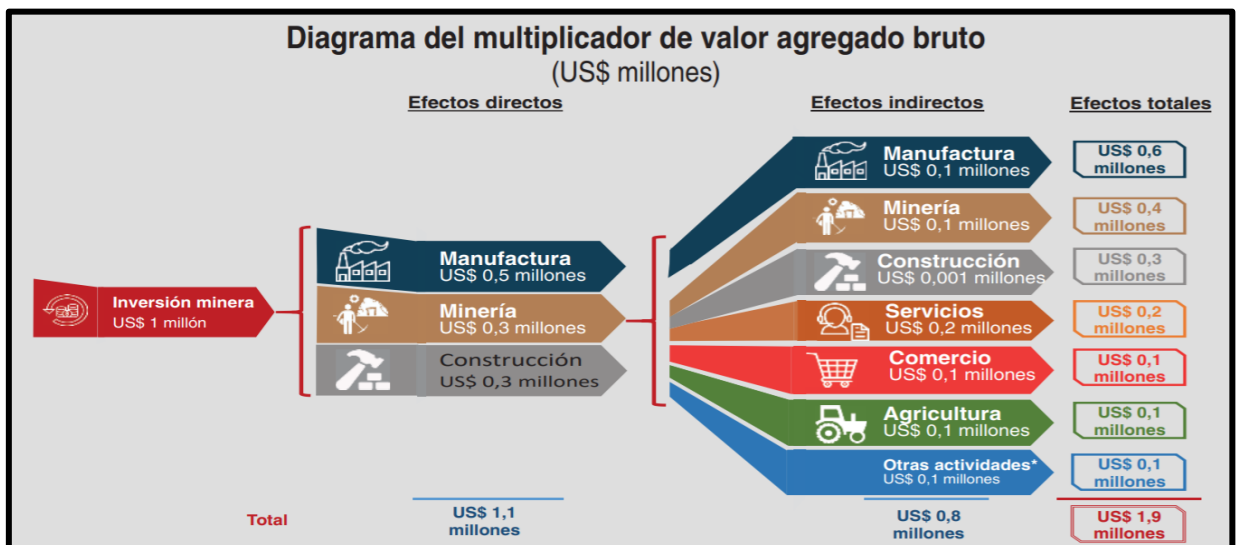 Diagrama del multiplicador de valor agregado bruto
(US$ millones)
Efectos directos
Efectos indirectos
Efectos totales
Inversión minera
US$ 1 millón
Manufactura
US$ 0,5 millones
Minería
US$ 0,3 millones
Construcción
US$ 0,3 millones
Manufactura
US$ 0,1 millones
Minería
US$ 0,1 millones
Construcción
US$ 0,001 millones
Servicios
US$ 0,2 millones
Comercio
US$ 0,1 millones
Agricultura
US$ 0,1 millones
Otras actividades*
US$ 0,1 millones
US$ 0,6
millones
US$ 0,4
millones
US$ 0,3
millones
US$ 0,2
millones
US$ 0,1
millones
US$ 0,1
millones
US$ 0,1
millones
Total
US$ 1,1
millones
US$ 0,8
millones
US$ 1,9
millones